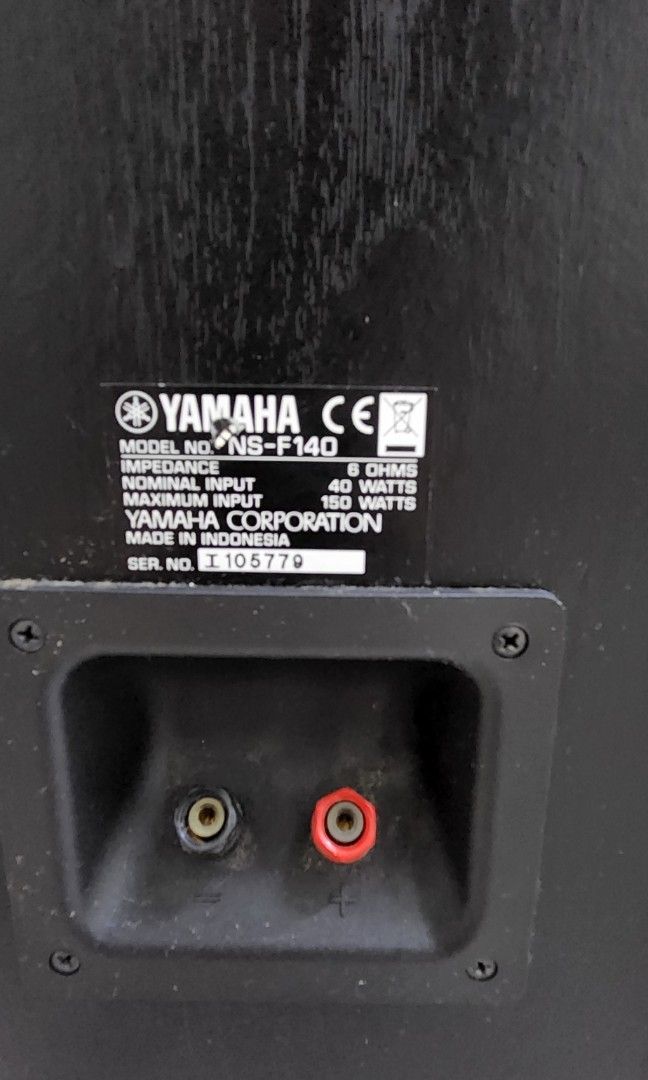 YAMAHA CE
MODEL NO. NS-F140
IMPEDANCE 6 OHMS
NOMINAL INPUT 40 WATTS
MAXIMUM INPUT 150 WATTS
YAMAHA CORPORATION
MADE IN INDONESIA
SER. NO. I105779
- +